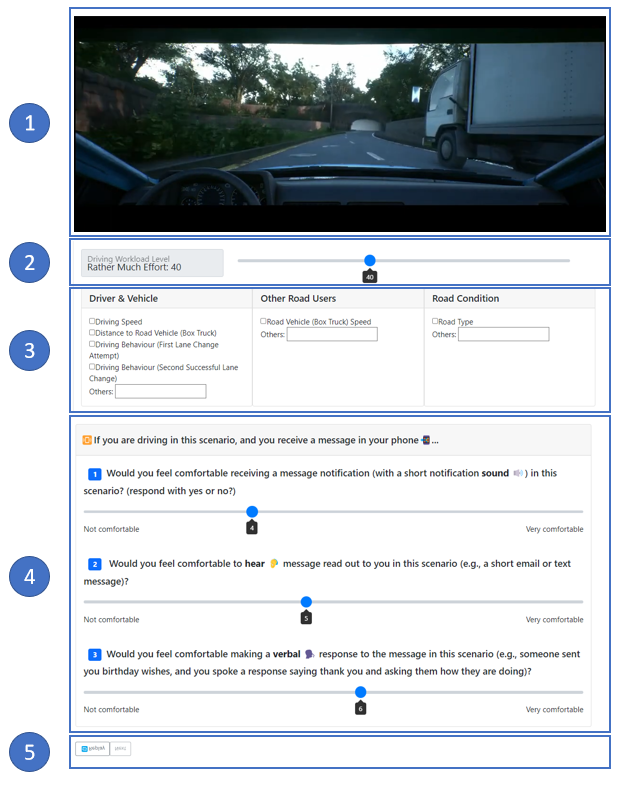 1
2
Driving Workload Level
Rather Much Effort: 40
40
3
Driver & Vehicle
Driving Speed
Distance to Road Vehicle (Box Truck)
Driving Behaviour (First Lane Change
Attempt)
Driving Behaviour (Second Successful Lane
Change)
Others:
Other Road Users
Road Vehicle (Box Truck) Speed
Others:
Road Condition
Road Type
Others:
4
If you are driving in this scenario, and you receive a message in your phone ...
1 Would you feel comfortable receiving a message notification (with a short notification sound ) in this
scenario? (respond with yes or no?)
4
Not comfortable Very comfortable
2 Would you feel comfortable to hear message read out to you in this scenario (e.g., a short email or text
message)?
5
Not comfortable Very comfortable
3 Would you feel comfortable making a verbal response to the message in this scenario (e.g., someone sent
you birthday wishes, and you spoke a response saying thank you and asking them how they are doing)?
6
Not comfortable Very comfortable
5